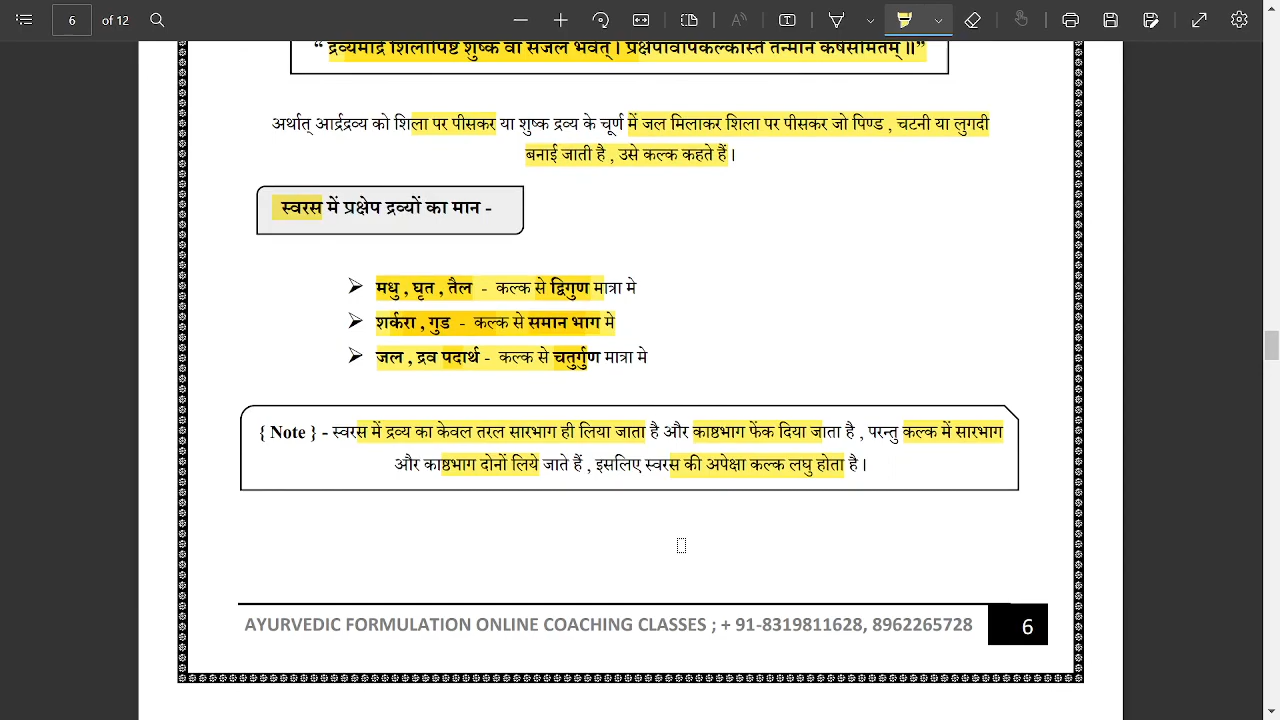 6 of 12
“ द्रव्यमार्द्रं शिलापिष्टं शुष्कं वा सजलं भवेत् । प्रक्षेपावापकल्कास्ते तन्मानं कर्षसंमितम् ॥”
अर्थात् आर्द्रद्रव्य को शिला पर पीसकर या शुष्क द्रव्य के चूर्ण में जल मिलाकर शिला पर पीसकर जो पिण्ड , चटनी या लुगदी
बनाई जाती है , उसे कल्क कहते हैं ।
स्वरस में प्रक्षेप द्रव्यों का मान -
➢ मधु , घृत , तैल - कल्क से द्विगुण मात्रा मे
➢ शर्करा , गुड - कल्क से समान भाग मे
➢ जल , द्रव पदार्थ - कल्क से चतुर्गुण मात्रा मे
{ Note } - स्वरस में द्रव्य का केवल तरल सारभाग ही लिया जाता है और काष्ठभाग फेंक दिया जाता है , परन्तु कल्क में सारभाग
और काष्ठभाग दोनों लिये जाते हैं , इसलिए स्वरस की अपेक्षा कल्क लघु होता है ।
AYURVEDIC FORMULATION ONLINE COACHING CLASSES ; + 91-8319811628, 8962265728 6